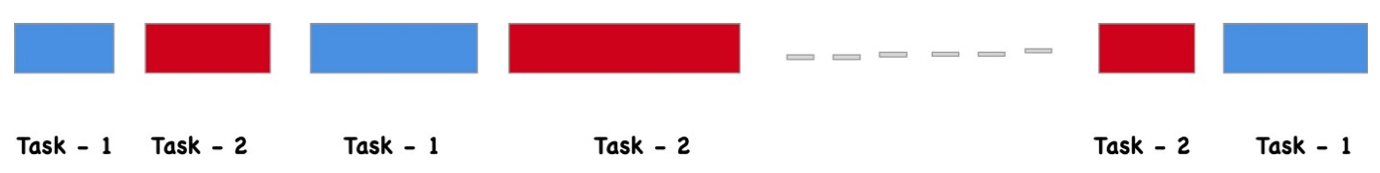 Task - 1 Task - 2 Task - 1 Task - 2 Task - 2 Task - 1